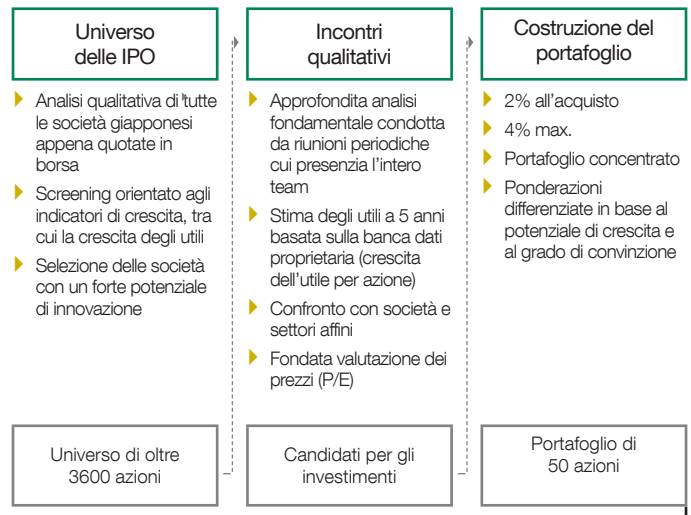 Universo
delle IPO
Analisi qualitativa di tutte
le società giapponesi
appena quotate in
borsa
Screening orientato agli
indicatori di crescita, tra
cui la crescita degli utili
Selezione delle società
con un forte potenziale
di innovazione
Universo di oltre
3600 azioni
Incontri
qualitativi
Approfondita analisi
fondamentale condotta
da riunioni periodiche
cui presenzia l'intero
team
Stima degli utili a 5 anni
basata sulla banca dati
proprietaria (crescita
dell'utile per azione)
Confronto con società e
settori affini
Fondata valutazione dei
prezzi (P/E)
Candidati per gli
investimenti
Costruzione del
portafoglio
2% all'acquisto
4% max.
Portafoglio concentrato
Ponderazioni
differenziate in base al
potenziale di crescita e
al grado di convinzione
Portafoglio di
50 azioni